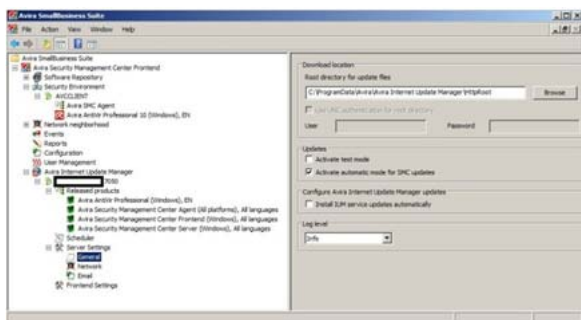 Avira SmallBusiness Suite
File Action View Window Help
Avira SmallBusiness Suite
Avira Security Management Center Frontend
Software Repository
Security Environment
AVCCLIENT
Avira SMC Agent
Avira AntiVir Professional 10 (Windows), EN
Network neighborhood
Events
Reports
Configuration
User Management
Avira Internet Update Manager
7050
Released products
Avira AntiVir Professional (Windows), EN
Avira Security Management Center Agent (All platforms), All languages
Avira Security Management Center Frontend (Windows), All languages
Avira Security Management Center Server (Windows), All languages
Scheduler
Server Settings
General
Network
Email
Frontend Settings
Download location
Root directory for update files
C:\ProgramData\Avira\Avira Internet Update Manager\HttpRoot
Browse
Use UNC authentication for root directory
User
Password
Updates
Activate test mode
Activate automatic mode for SMC updates
Configure Avira Internet Update Manager updates
Install IUM service updates automatically
Log level
Info